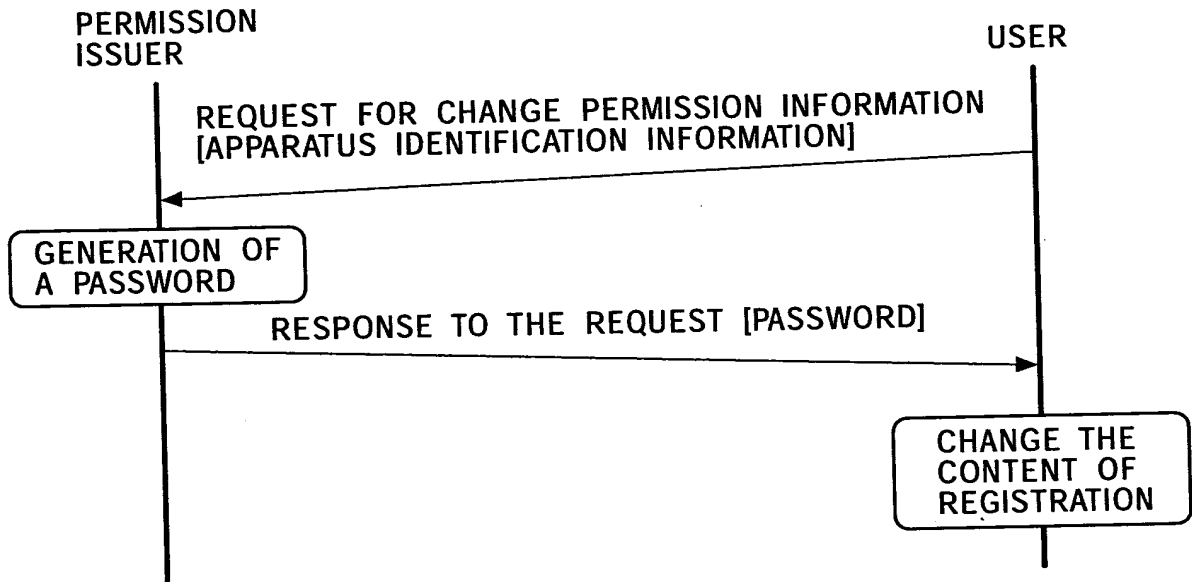 PERMISSION
ISSUER
USER
REQUEST FOR CHANGE PERMISSION INFORMATION
[APPARATUS IDENTIFICATION INFORMATION]
GENERATION OF
A PASSWORD
RESPONSE TO THE REQUEST [PASSWORD]
CHANGE THE
CONTENT OF
REGISTRATION